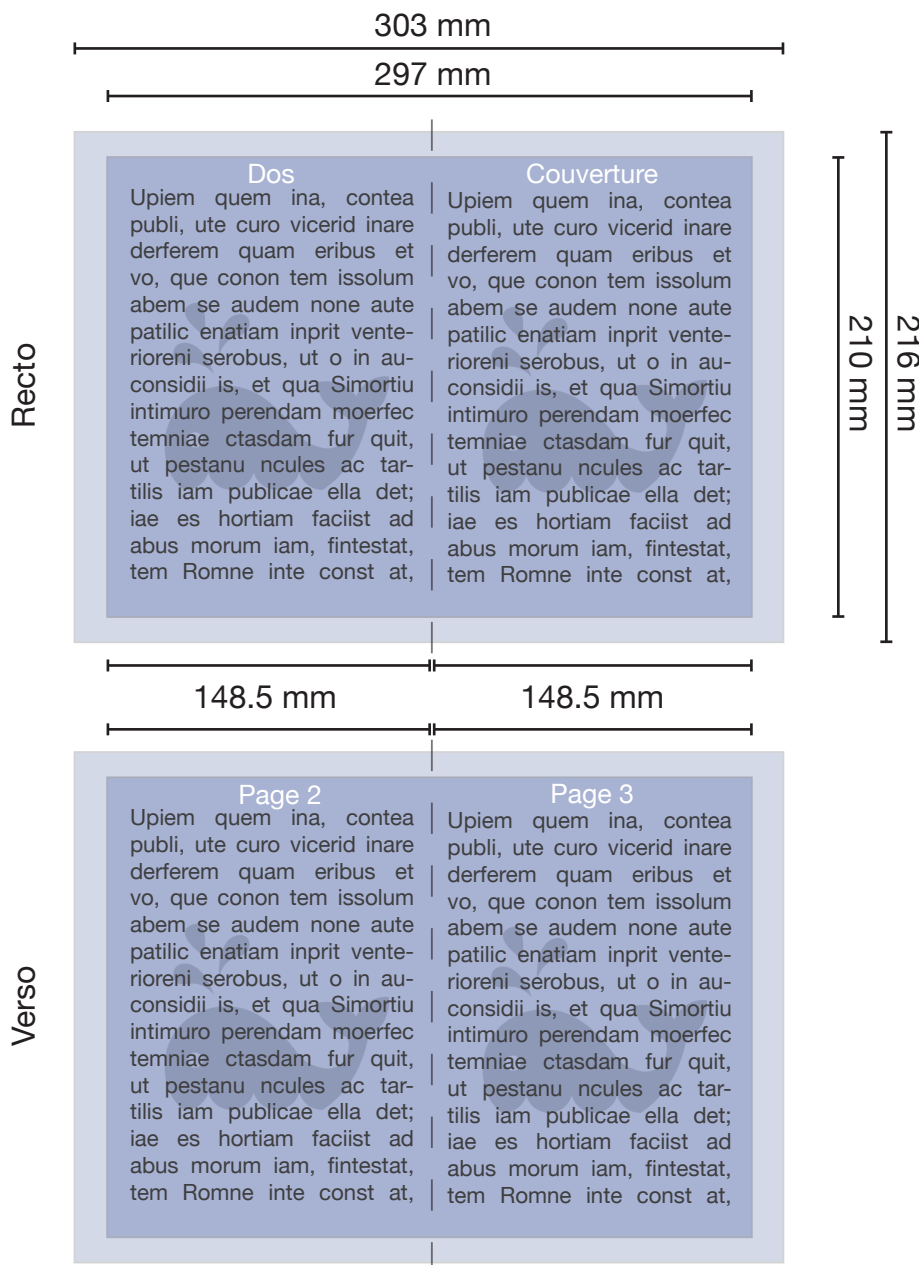 303 mm
297 mm
Recto
Dos
Upiem quem ina, contea
publi, ute curo vicerid inare
derferem quam eribus et
vo, que conon tem issolum
abem se audem none aute
patilic enatiam inprit vente-
rioreni serobus, ut o in au-
considii is, et qua Simortiu
intimuro perendam moerfec
temniae ctasdam fur quit,
ut pestanu ncules ac tar-
tilis iam publicae ella det;
iae es hortiam faciist ad
abus morum iam, fintestat,
tem Romne inte const at,
Couverture
Upiem quem ina, contea
publi, ute curo vicerid inare
derferem quam eribus et
vo, que conon tem issolum
abem se audem none aute
patilic enatiam inprit vente-
rioreni serobus, ut o in au-
considii is, et qua Simortiu
intimuro perendam moerfec
temniae ctasdam fur quit,
ut pestanu ncules ac tar-
tilis iam publicae ella det;
iae es hortiam faciist ad
abus morum iam, fintestat,
tem Romne inte const at,
210 mm
216 mm
148.5 mm
148.5 mm
Verso
Page 2
Upiem quem ina, contea
publi, ute curo vicerid inare
derferem quam eribus et
vo, que conon tem issolum
abem se audem none aute
patilic enatiam inprit vente-
rioreni serobus, ut o in au-
considii is, et qua Simortiu
intimuro perendam moerfec
temniae ctasdam fur quit,
ut pestanu ncules ac tar-
tilis iam publicae ella det;
iae es hortiam faciist ad
abus morum iam, fintestat,
tem Romne inte const at,
Page 3
Upiem quem ina, contea
publi, ute curo vicerid inare
derferem quam eribus et
vo, que conon tem issolum
abem se audem none aute
patilic enatiam inprit vente-
rioreni serobus, ut o in au-
considii is, et qua Simortiu
intimuro perendam moerfec
temniae ctasdam fur quit,
ut pestanu ncules ac tar-
tilis iam publicae ella det;
iae es hortiam faciist ad
abus morum iam, fintestat,
tem Romne inte const at,